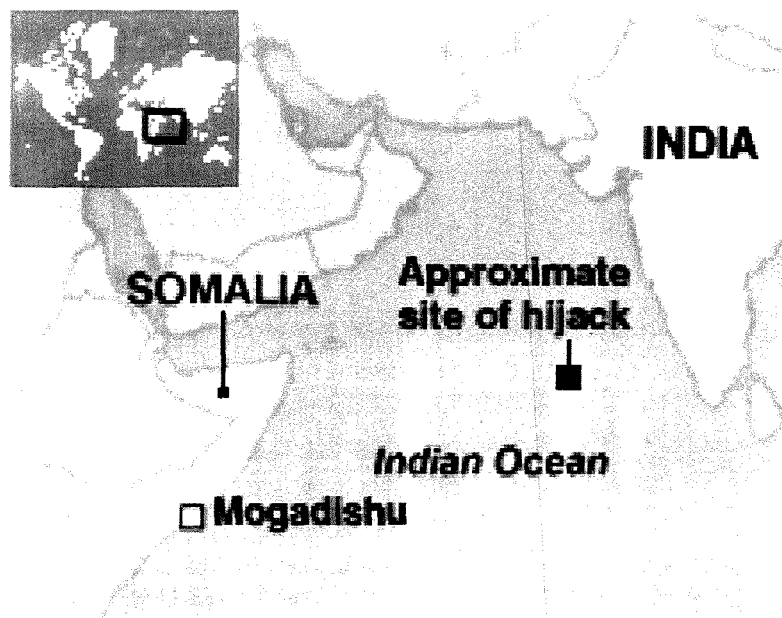 INDIA
SOMALIA
Approximate
site of hijack
Indian Ocean
Mogadishu